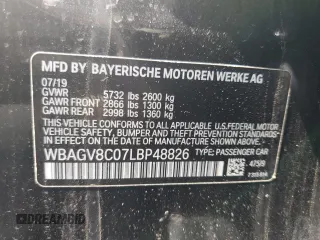 MFD BY BAYERISCHE MOTOREN WERKE AG
07/19
GVWR 5732 lbs 2600 kg
GAWR FRONT 2866 lbs 1300 kg
GAWR REAR 2998 lbs 1360 kg
THIS VEHICLE CONFORMS TO ALL APPLICABLE
FEDERAL MOTOR VEHICLE SAFETY, BUMPER
AND THEFT PREVENTION STANDARDS
IN EFFECT ON THE DATE OF MANUFACTURE
SHOWN ABOVE
WBAGV8C07LBP48826 TYPE: PASSENGER CAR
475/9
DREAMBID